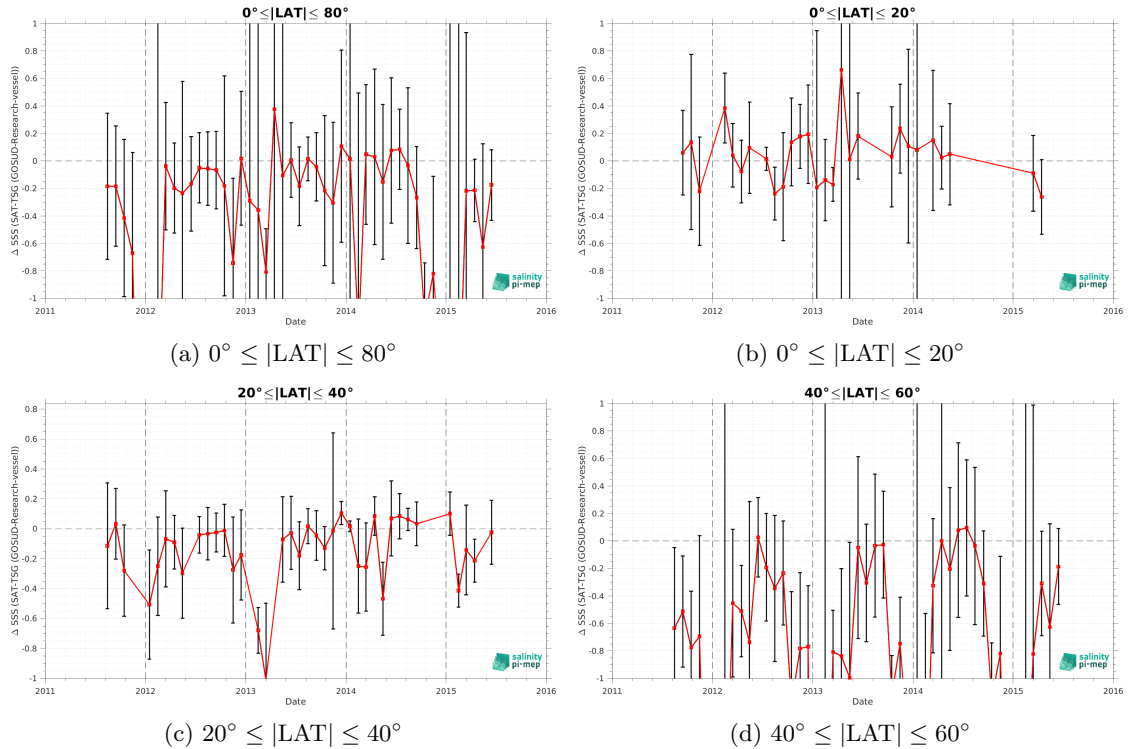 0°≤|LAT|≤ 80°
Δ SSS (SAT-TSG (GOSUD-Research-vessel))
1
0.8
0.6
0.4
0.2
0
-0.2
-0.4
-0.6
-0.8
-1
2011 2012 2013 2014 2015 2016
Date
salinity
pi-mep
(a) 0° ≤ |LAT| ≤ 80°
0°≤|LAT|≤ 20°
Δ SSS (SAT-TSG (GOSUD-Research-vessel))
1
0.8
0.6
0.4
0.2
0
-0.2
-0.4
-0.6
-0.8
-1
2011 2012 2013 2014 2015 2016
Date
salinity
pi-mep
(b) 0° ≤ |LAT| ≤ 20°
20°≤|LAT|≤ 40°
Δ SSS (SAT-TSG (GOSUD-Research-vessel))
0.8
0.6
0.4
0.2
0
-0.2
-0.4
-0.6
-0.8
-1
2011 2012 2013 2014 2015 2016
Date
salinity
pi-mep
(c) 20° ≤ |LAT| ≤ 40°
40°≤|LAT|≤ 60°
Δ SSS (SAT-TSG (GOSUD-Research-vessel))
1
0.8
0.6
0.4
0.2
0
-0.2
-0.4
-0.6
-0.8
-1
2011 2012 2013 2014 2015 2016
Date
salinity
pi-mep
(d) 40° ≤ |LAT| ≤ 60°